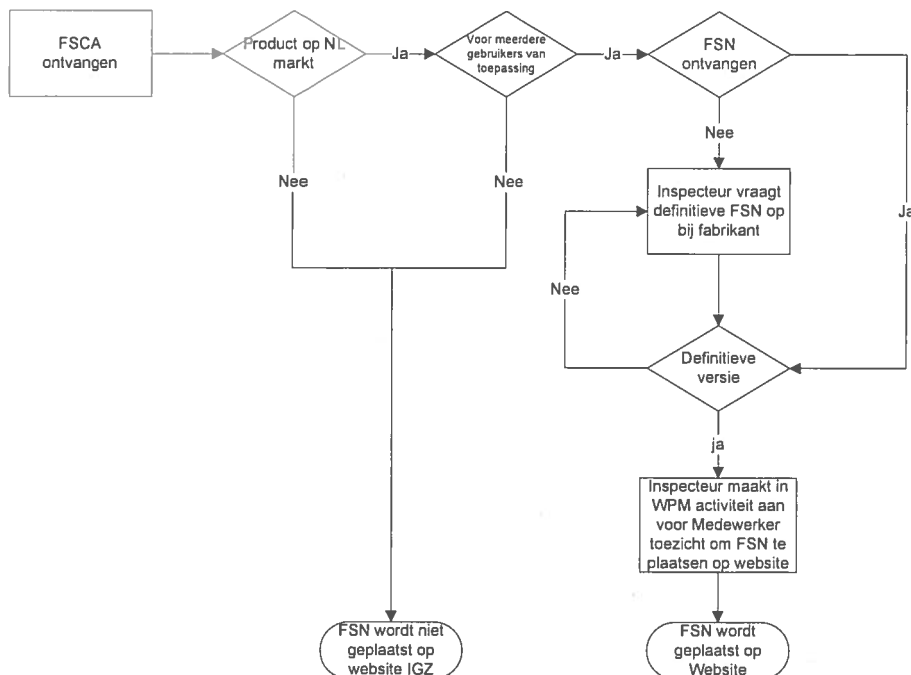 FSCA
ontvangen
Product op NL
markt
Ja
Voor meerdere
gebruikers van
toepassing
Ja
FSN
ontvangen
Nee
Nee
Nee
Ja
Inspecteur vraagt
definitieve FSN op
bij fabrikant
Nee
Definitieve
versie
ja
Inspecteur maakt in
WPM activiteit aan
voor Medewerker
toezicht om FSN te
plaatsen op website
FSN wordt niet
geplaatst op
website IGZ
FSN wordt
geplaatst op
Website